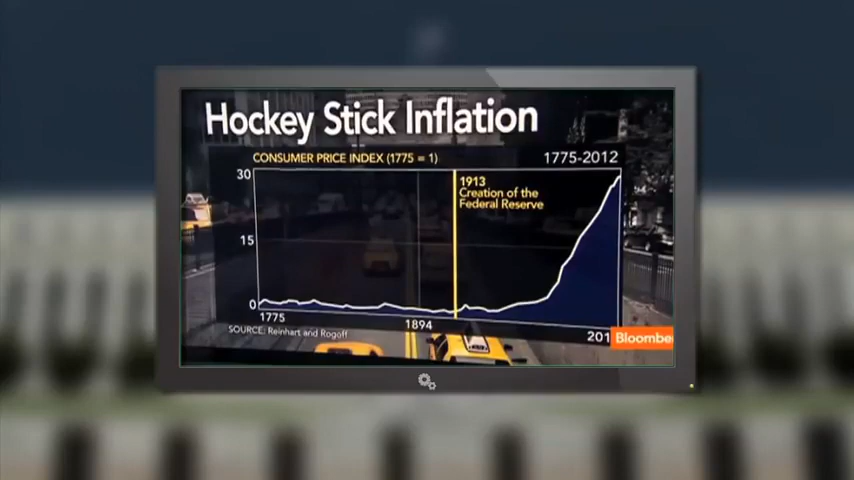 Hockey Stick Inflation
CONSUMER PRICE INDEX (1775 = 1)
1775-2012
30
1913
Creation of the
Federal Reserve
15
0
1775
1894
201
SOURCE: Reinhart and Rogoff
Bloombe